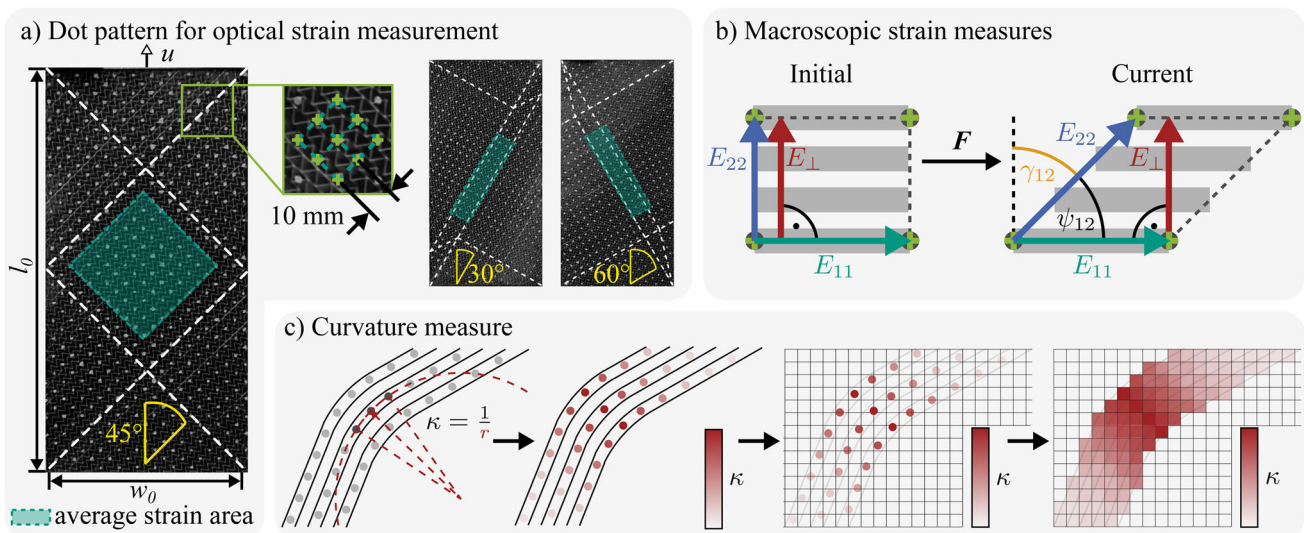 a) Dot pattern for optical strain measurement
u
l₀
10 mm
30°
60°
45°
w₀
average strain area
b) Macroscopic strain measures
Initial
Current
E₂₂
E⊥
E₁₁
F
γ₁₂
E₂₂
E⊥
ψ₁₂
E₁₁
c) Curvature measure
κ = 1/r
κ
κ
κ